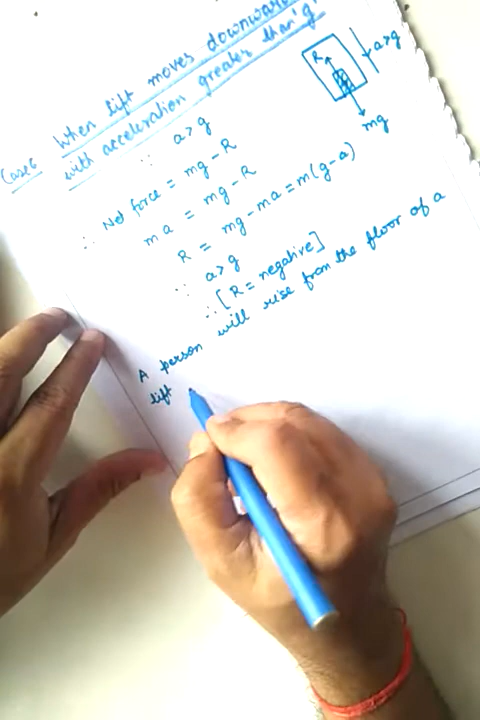 Case 6 When lift moves downward
with acceleration greater than 'g'
R
a>g
mg
∵ a>g
∴ Net force = mg - R
ma = mg - R
R = mg - ma = m(g-a)
∵ a>g
∴ [R = negative]
A person will rise from the floor of a
lift